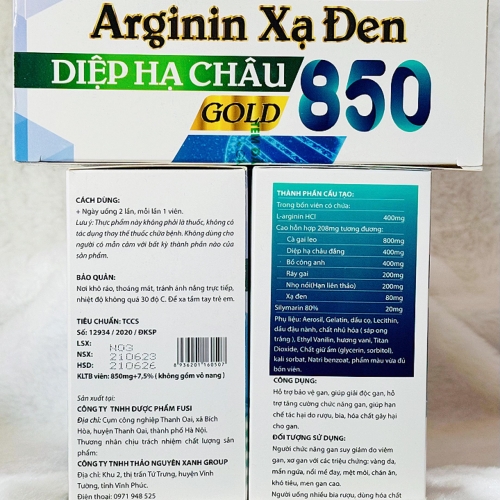 Arginin Xạ Đen
DIỆP HẠ CHÂU
GOLD
850
CÁCH DÙNG:
+ Ngày uống 2 lần, mỗi lần 1 viên.
Lưu ý: Thực phẩm này không phải là thuốc, không có
tác dụng thay thế thuốc chữa bệnh. Không dùng
cho người có mẫn cảm với bất kỳ thành phần nào của
sản phẩm.
BẢO QUẢN:
Nơi khô ráo, thoáng mát, tránh ánh nắng trực tiếp,
nhiệt độ không quá 30 độ C. Để xa tầm tay trẻ em.
TIÊU CHUẨN: TCCS
Số: 12934 / 2020 / ĐKSP
LSX: N03
NSX: 210623
HSD: 210626
8 936201 160507
KLTB viên: 850mg+7,5% ( không gồm vỏ nang )
Sản xuất tại:
CÔNG TY TNHH DƯỢC PHẨM FUSI
Địa chỉ: Cụm công nghiệp Thanh Oai, xã Bích
Hòa, huyện Thanh Oai, thành phố Hà Nội.
Thương nhân chịu trách nhiệm chất lượng sản
phẩm:
CÔNG TY TNHH THẢO NGUYÊN XANH GROUP
Địa chỉ: Khu 2, thị trấn Tứ Trưng, huyện Vĩnh
Tường, tỉnh Vĩnh Phúc.
Điện thoại: 0971 948 525
THÀNH PHẦN CẤU TẠO:
Trong bốn viên có chứa:
L-arginin HCl 400mg
Cao hỗn hợp 208mg tương đương:
Cà gai leo 800mg
Diệp hạ châu đắng 400mg
Bồ công anh 400mg
Ráy gai 200mg
Nhọ nồi(Hạn liên thảo) 200mg
Xạ đen 80mg
Silymarin 80% 20mg
Phụ liệu: Aerosil, Gelatin, dầu cọ, Lecithin,
dầu đậu nành, chất nhũ hóa ( sáp ong
trắng ), Ethyl Vanilin, hương vani, Titan
Dioxide, Chất giữ ẩm (glycerin, sorbitol),
kali sorbat, Natri benzoat, phẩm màu vừa đủ
bốn viên.
CÔNG DỤNG:
Hỗ trợ bảo vệ gan, giúp giải độc gan, hỗ
trợ tăng cường chức năng gan, giúp hạn
chế tác hại do rượu, bia, hóa chất gây hại
cho gan.
ĐỐI TƯỢNG SỬ DỤNG:
Người chức năng gan suy giảm do viêm
gan, xơ gan với các triệu chứng: vàng da,
mẩn ngứa, nổi mề đay, mệt mỏi, chán ăn,
khó tiêu, men gan cao.
Người uống nhiều bia rượu, dùng hóa chất